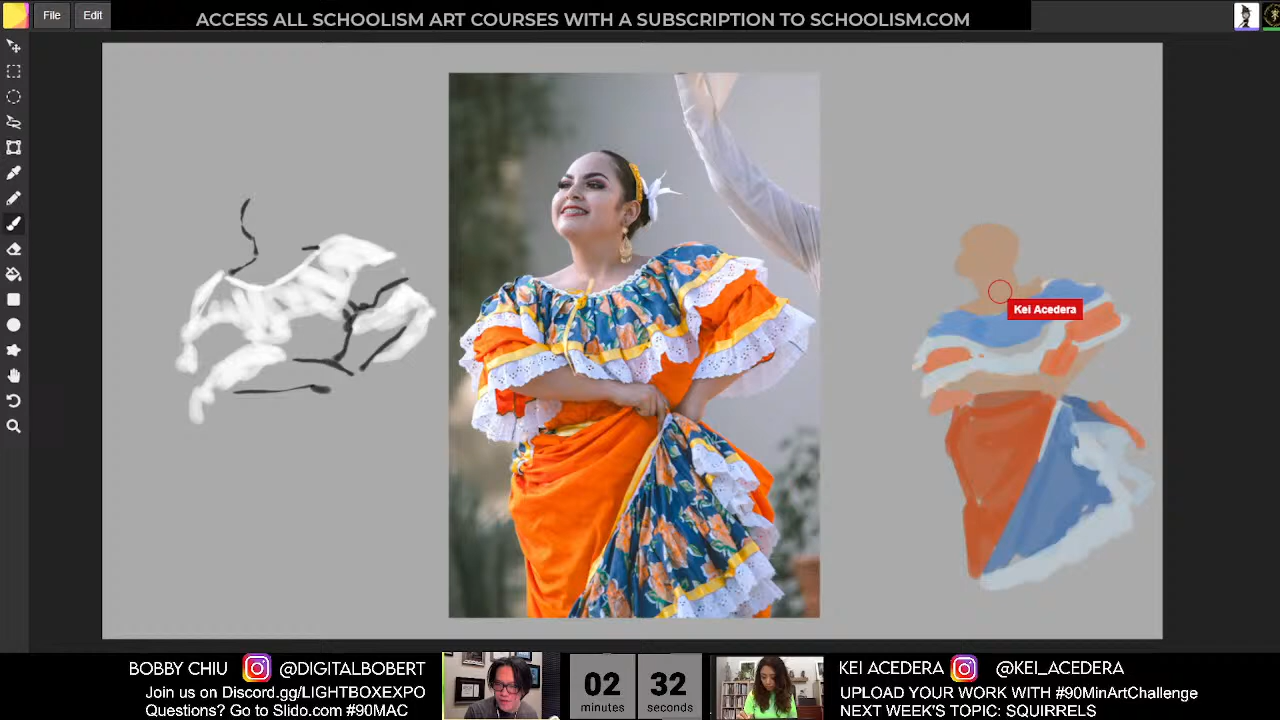 File
Edit
ACCESS ALL SCHOOLISM ART COURSES WITH A SUBSCRIPTION TO SCHOOLISM.COM
Kei Acedera
BOBBY CHIU @DIGITALBOBERT
Join us on Discord.gg/LIGHTBOXEXPO
Questions? Go to Slido.com #90MAC
02
minutes
32
seconds
KEI ACEDERA @KEI_ACEDERA
UPLOAD YOUR WORK WITH #90MinArtChallenge
NEXT WEEK'S TOPIC: SQUIRRELS